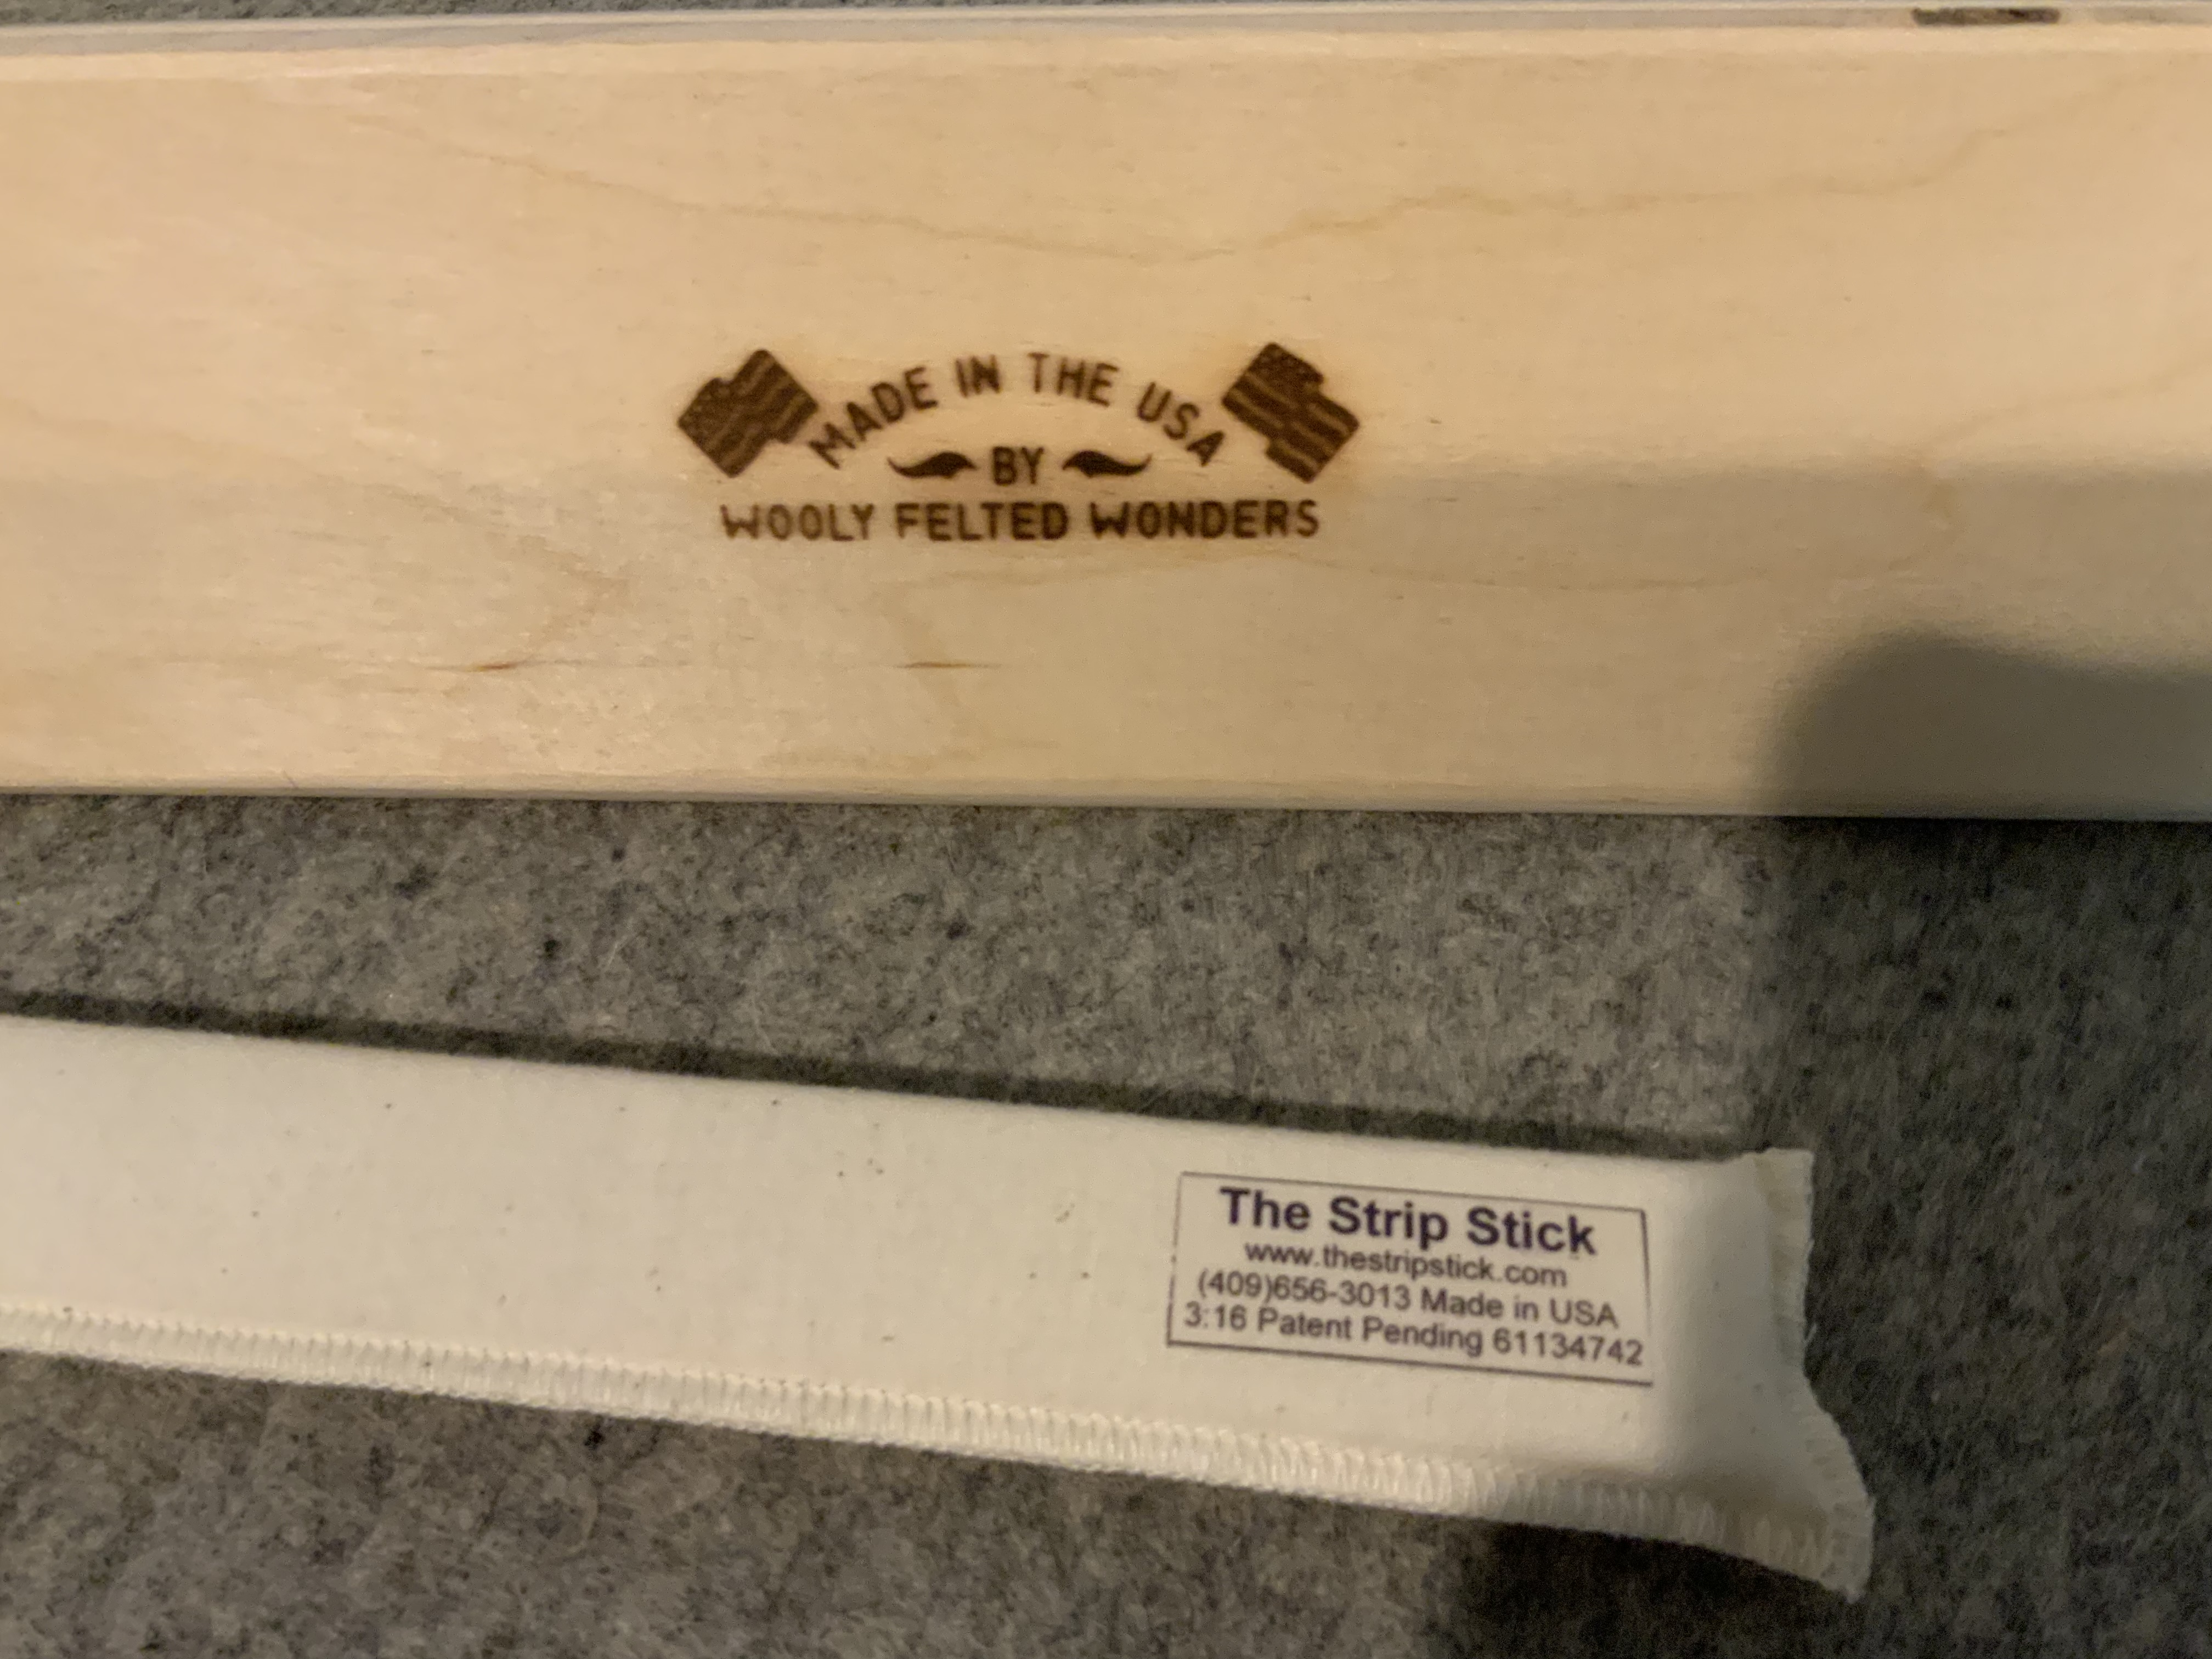 MADE IN THE USA
BY
WOOLY FELTED WONDERS
The Strip Stick
www.thestripstick.com
(409)656-3013 Made in USA
3:16 Patent Pending 61134742